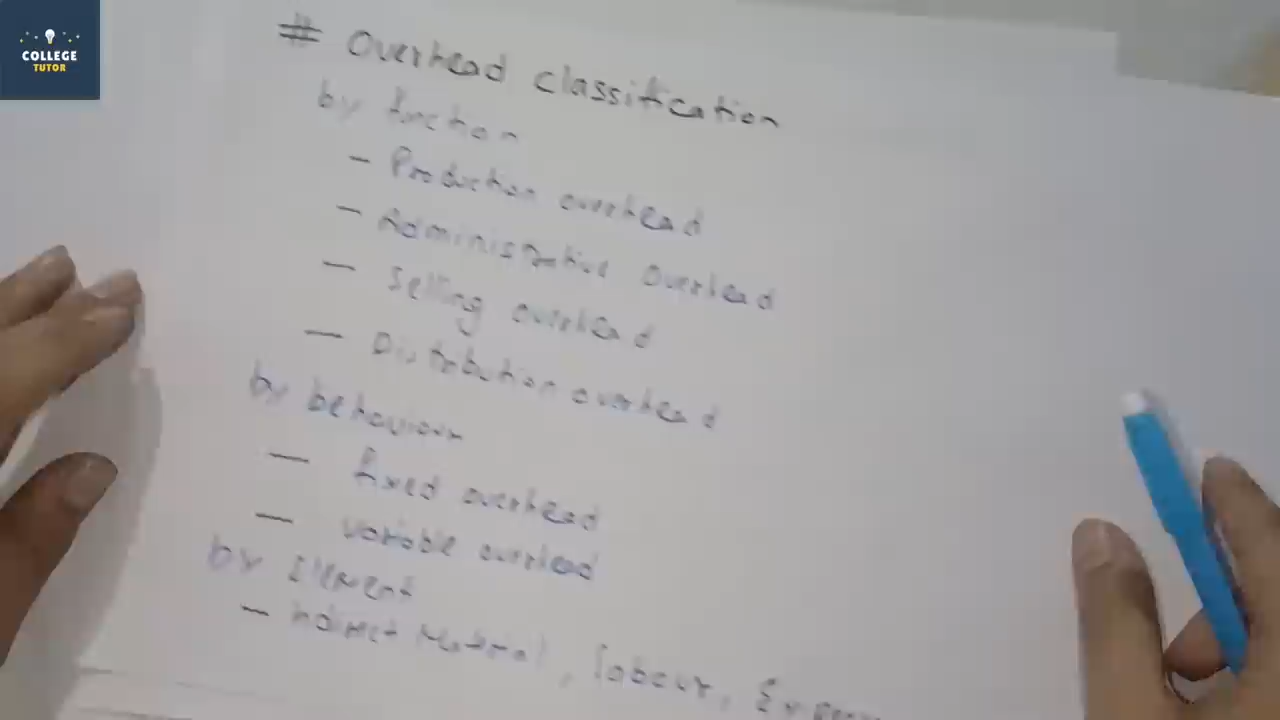 COLLEGE
TUTOR
# Overhead classification
by function
- Production overhead
- Administrative overhead
- Selling overhead
- Distribution overhead
by behaviour
- fixed overhead
- variable overhead
by Element
- indirect Material, labour,